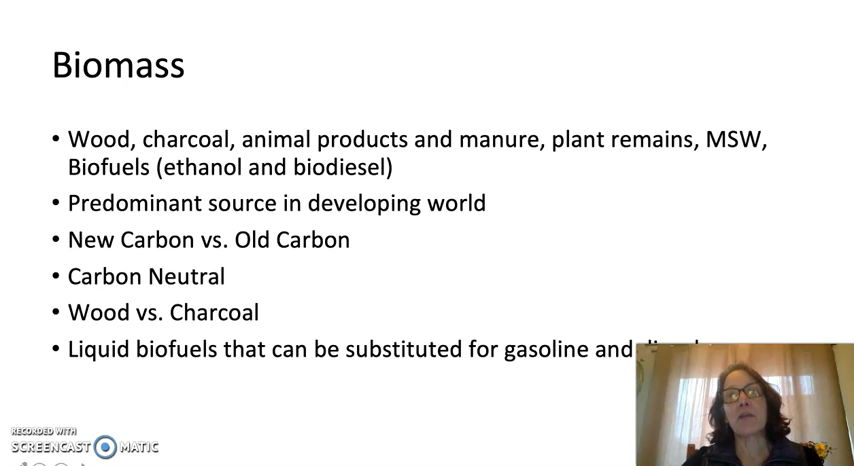 Biomass
• Wood, charcoal, animal products and manure, plant remains, MSW,
Biofuels (ethanol and biodiesel)
• Predominant source in developing world
• New Carbon vs. Old Carbon
• Carbon Neutral
• Wood vs. Charcoal
• Liquid biofuels that can be substituted for gasoline and
RECORDED WITH
SCREENCAST MATIC